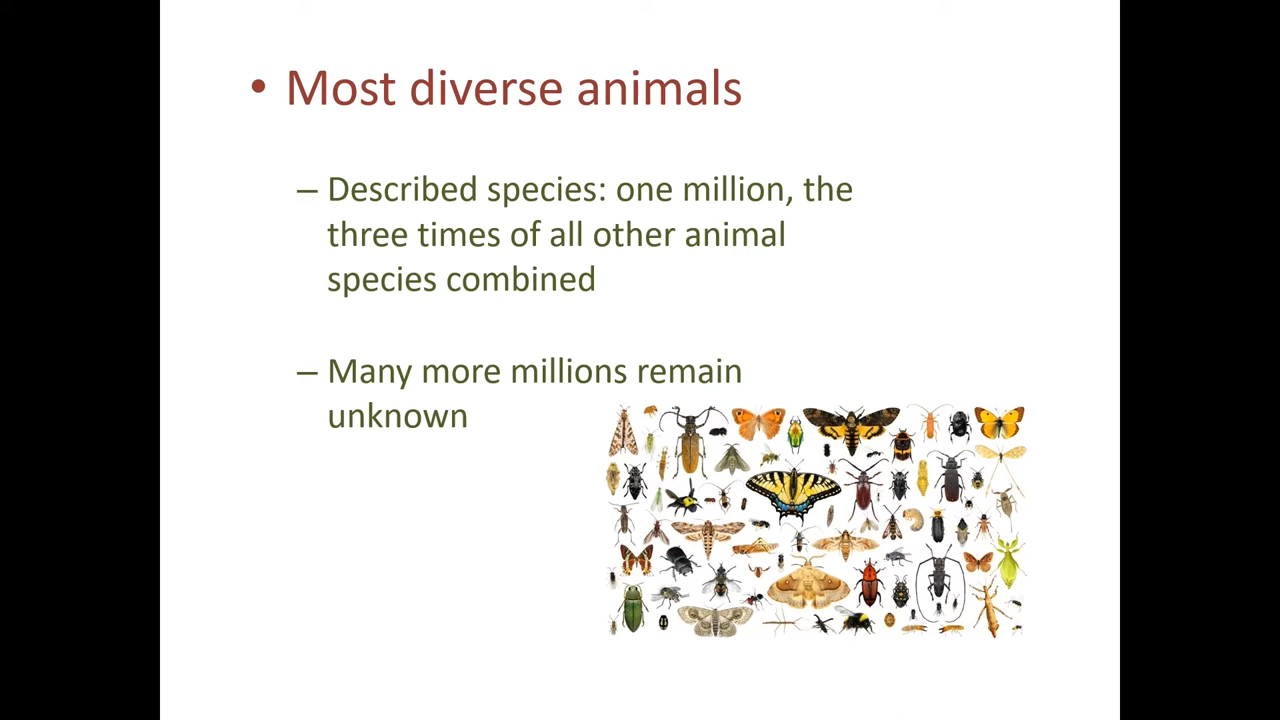 • Most diverse animals
– Described species: one million, the
three times of all other animal
species combined
– Many more millions remain
unknown